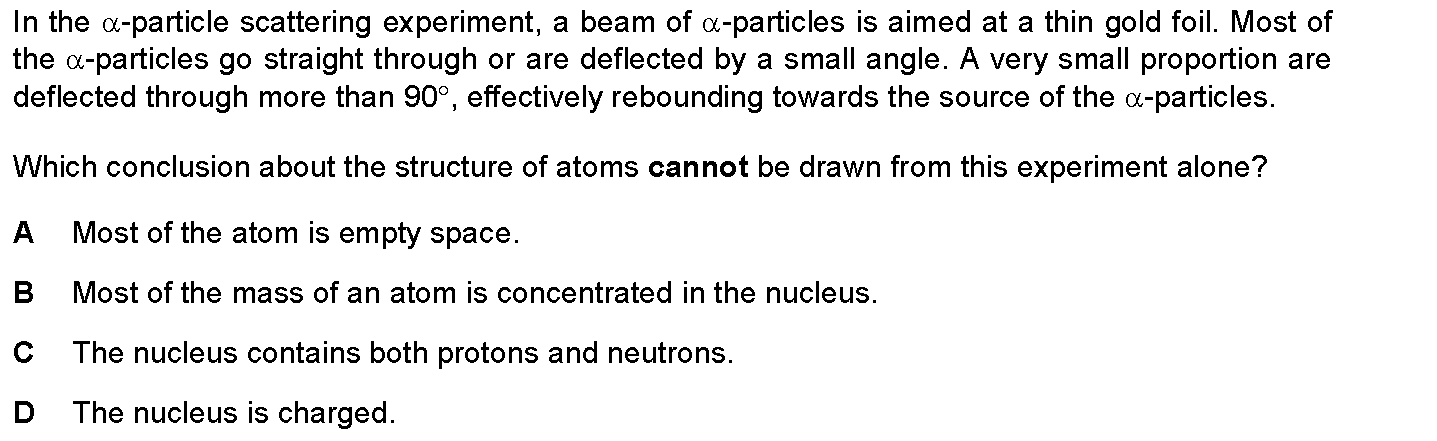 In the α-particle scattering experiment, a beam of α-particles is aimed at a thin gold foil. Most of
the α-particles go straight through or are deflected by a small angle. A very small proportion are
deflected through more than 90°, effectively rebounding towards the source of the α-particles.
Which conclusion about the structure of atoms cannot be drawn from this experiment alone?
A Most of the atom is empty space.
B Most of the mass of an atom is concentrated in the nucleus.
C The nucleus contains both protons and neutrons.
D The nucleus is charged.